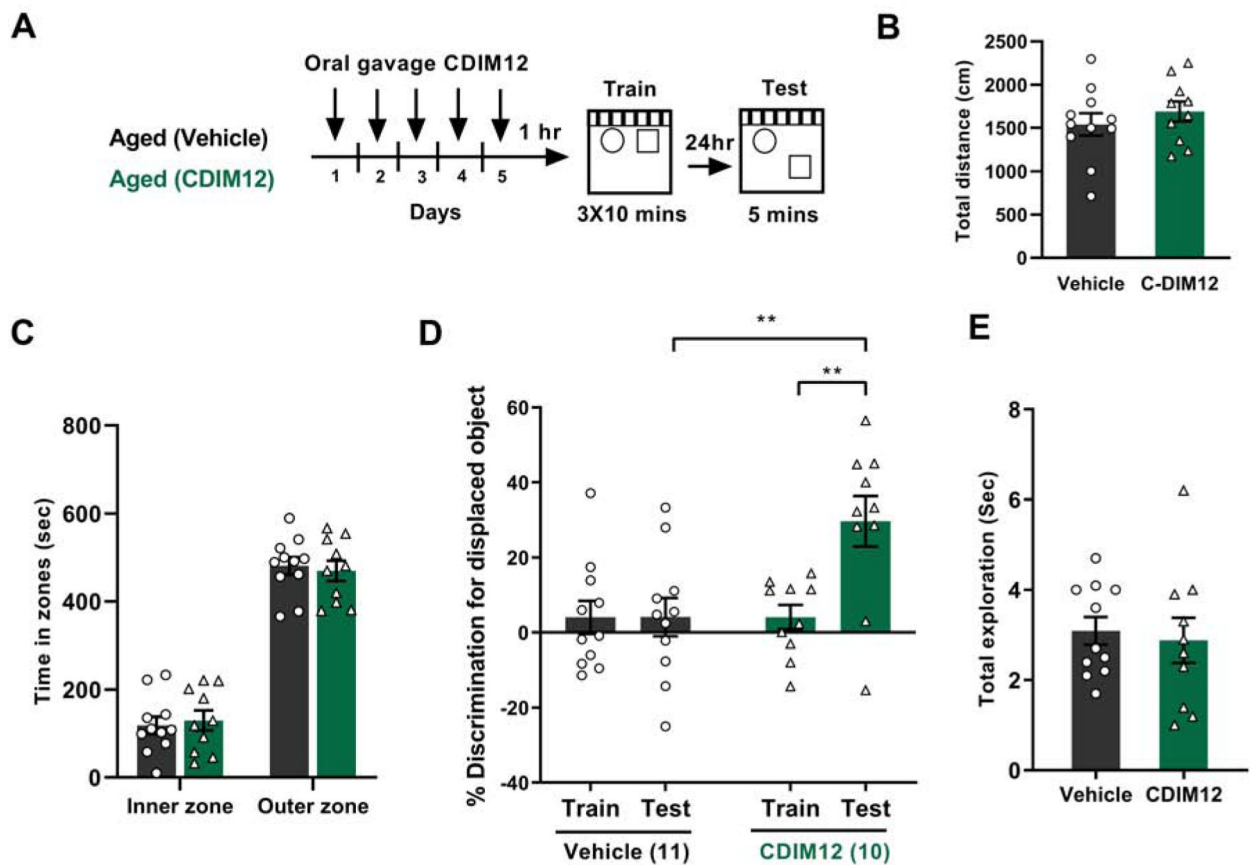 A
Oral gavage CDIM12
Aged (Vehicle)
Aged (CDIM12)
1 hr
1 2 3 4 5
Days
Train
3X10 mins
24hr
Test
5 mins
B
Total distance (cm)
2500
2000
1500
1000
500
0
Vehicle C-DIM12
C
Time in zones (sec)
800
600
400
200
0
Inner zone Outer zone
D
% Discrimination for displaced object
**
**
60
40
20
0
-20
-40
Train Test Train Test
Vehicle (11) CDIM12 (10)
E
Total exploration (Sec)
8
6
4
2
0
Vehicle CDIM12